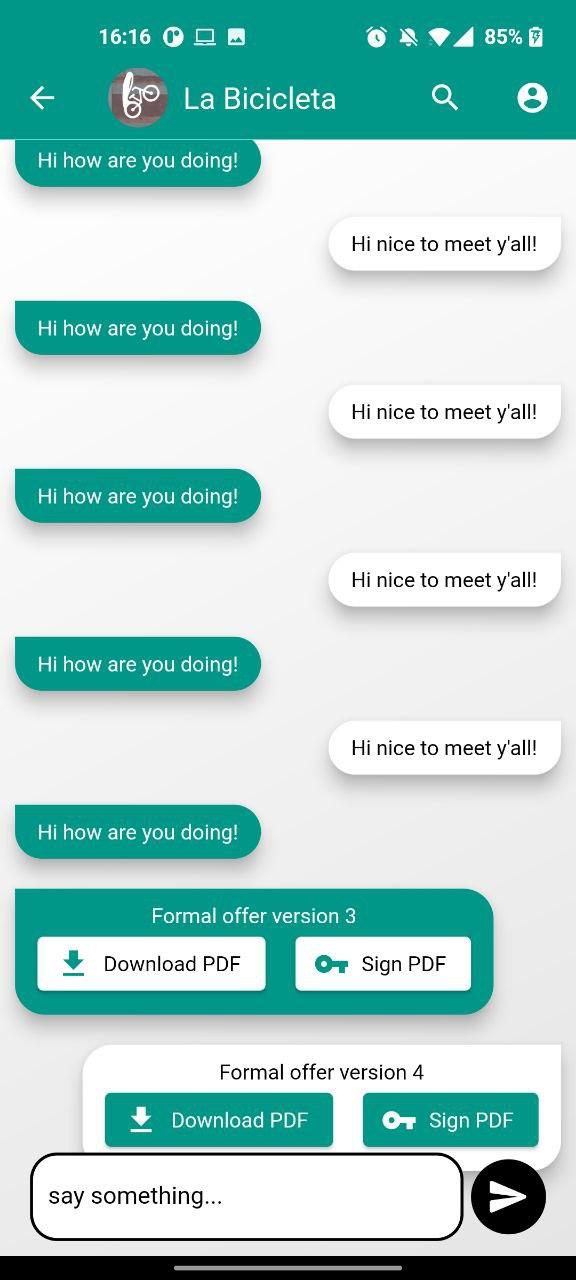 16:16
85%
La Bicicleta
Hi how are you doing!
Hi nice to meet y'all!
Hi how are you doing!
Hi nice to meet y'all!
Hi how are you doing!
Hi nice to meet y'all!
Hi how are you doing!
Hi nice to meet y'all!
Hi how are you doing!
Formal offer version 3
Download PDF
Sign PDF
Formal offer version 4
Download PDF
Sign PDF
say something...